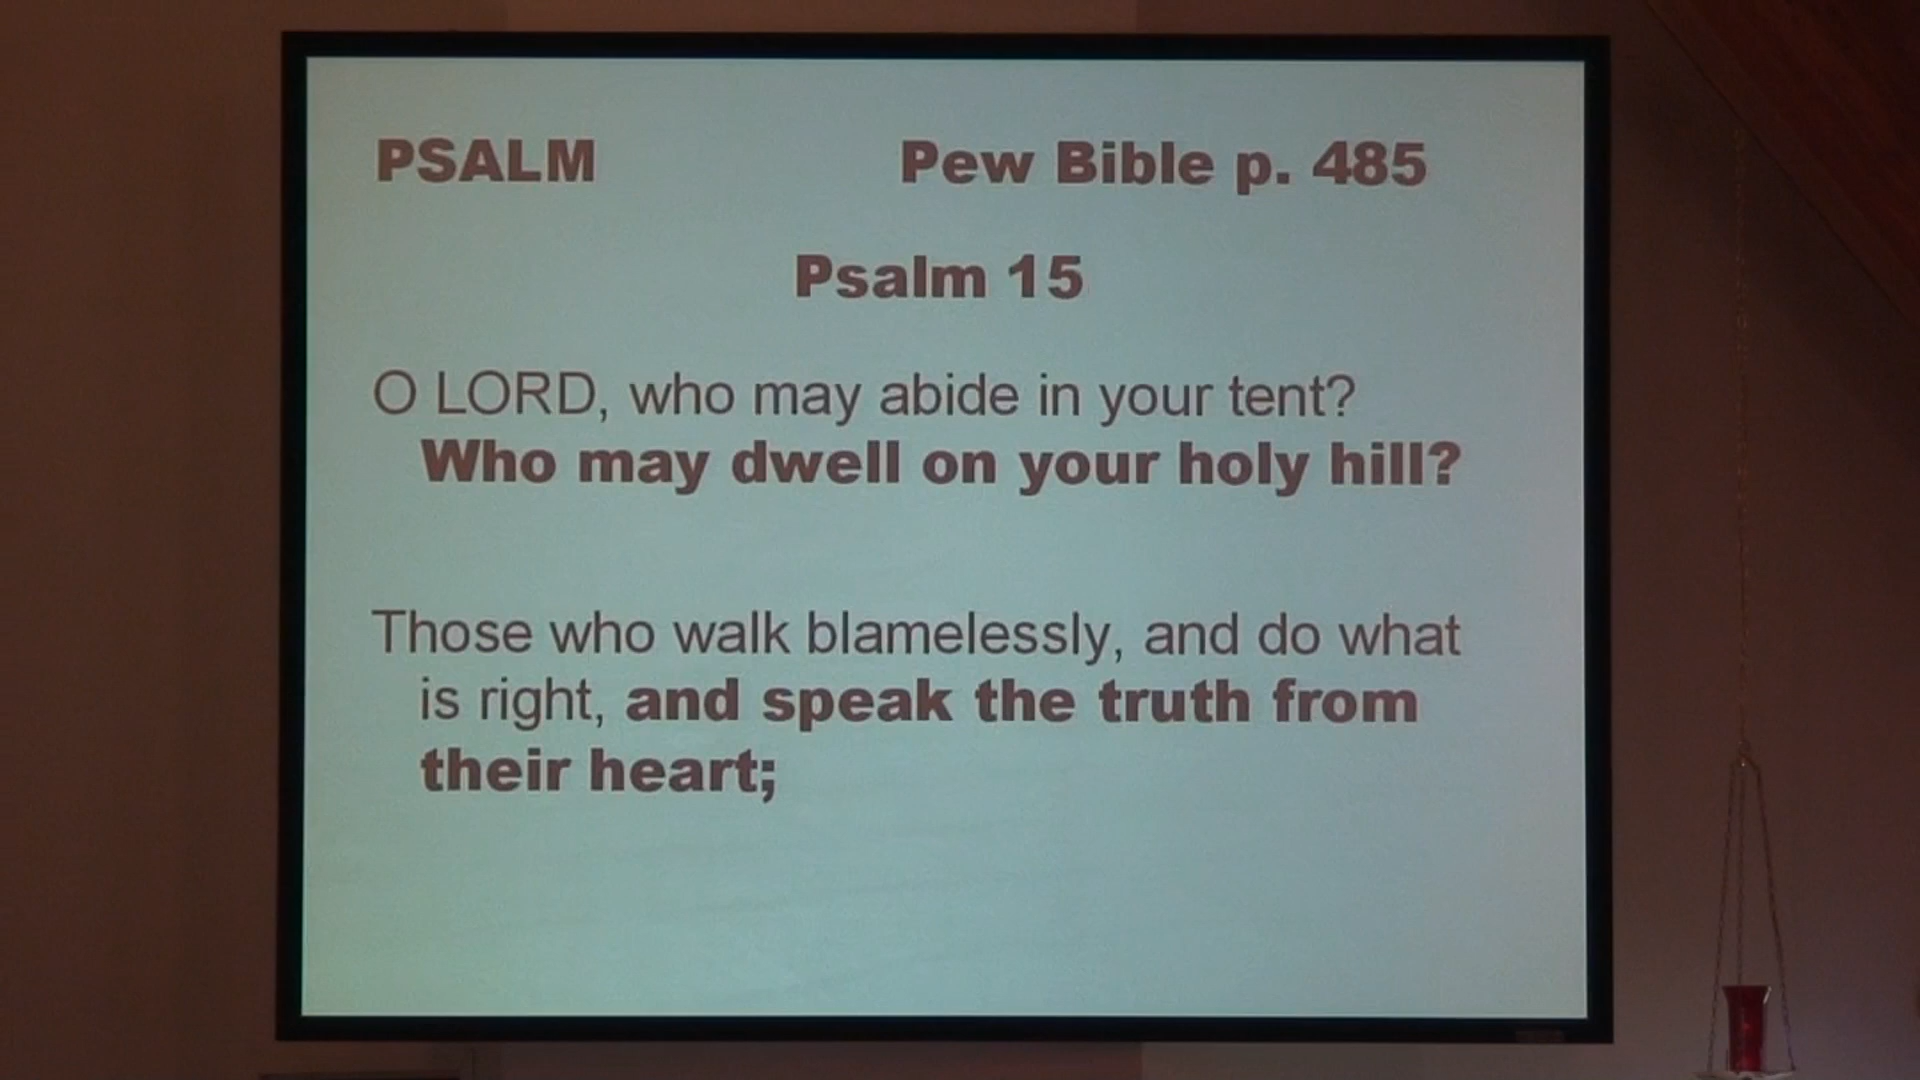 PSALM Pew Bible p. 485
Psalm 15
O LORD, who may abide in your tent?
Who may dwell on your holy hill?
Those who walk blamelessly, and do what
is right, and speak the truth from
their heart;